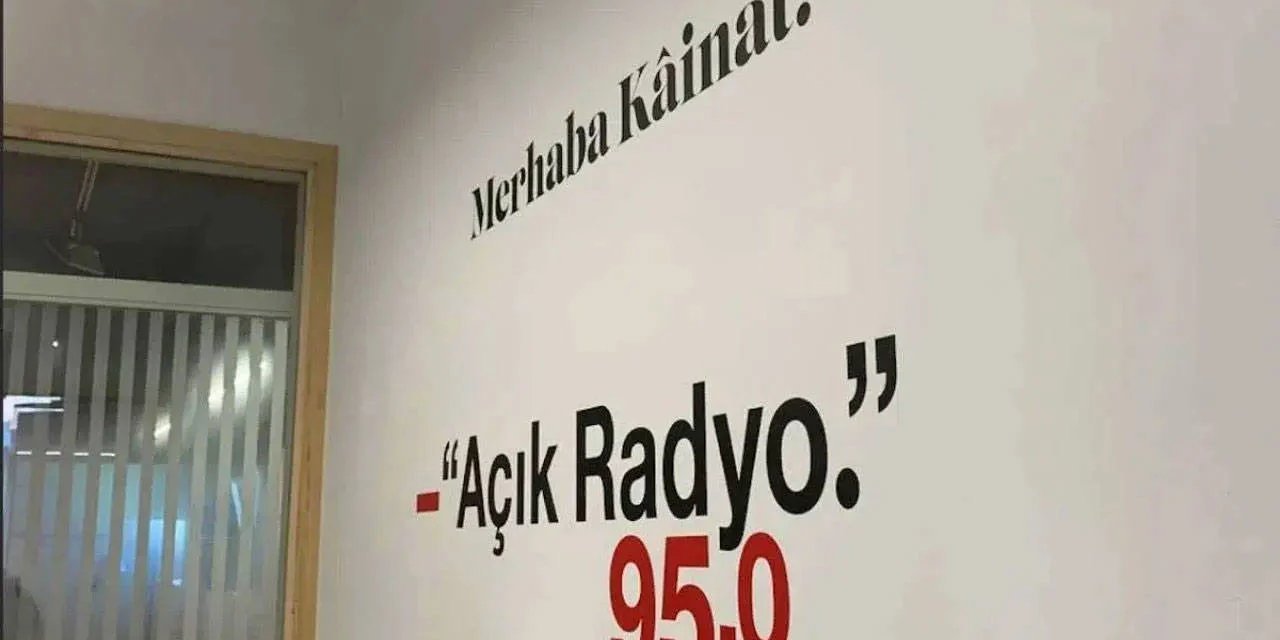 Merhaba Kâinat.
–“Açık Radyo.”
95.0